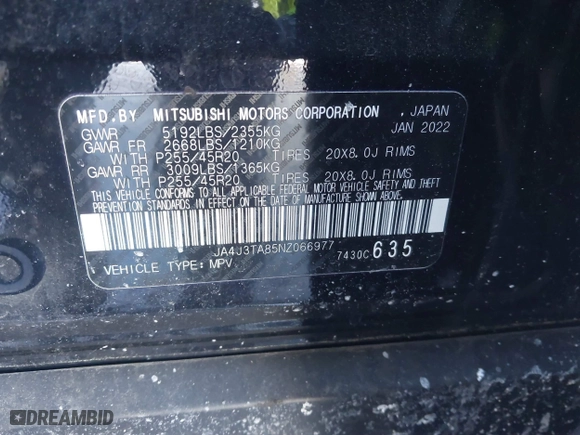 MFD.BY MITSUBISHI MOTORS CORPORATION , JAPAN
GVWR 5192LBS/2355KG JAN 2022
GAWR FR 2668LBS/1210KG
WITH P255/45R20 TIRES 20X8.0J RIMS
GAWR RR 3009LBS/1365KG
WITH P255/45R20 TIRES 20X8.0J RIMS
THIS VEHICLE CONFORMS TO ALL APPLICABLE FEDERAL MOTOR VEHICLE SAFETY AND THEFT
PREVENTION STANDARDS IN EFFECT ON THE DATE OF MANUFACTURE SHOWN ABOVE.
JA4J3TA85NZ066977 7430C 635
VEHICLE TYPE: MPV
DREAMBID